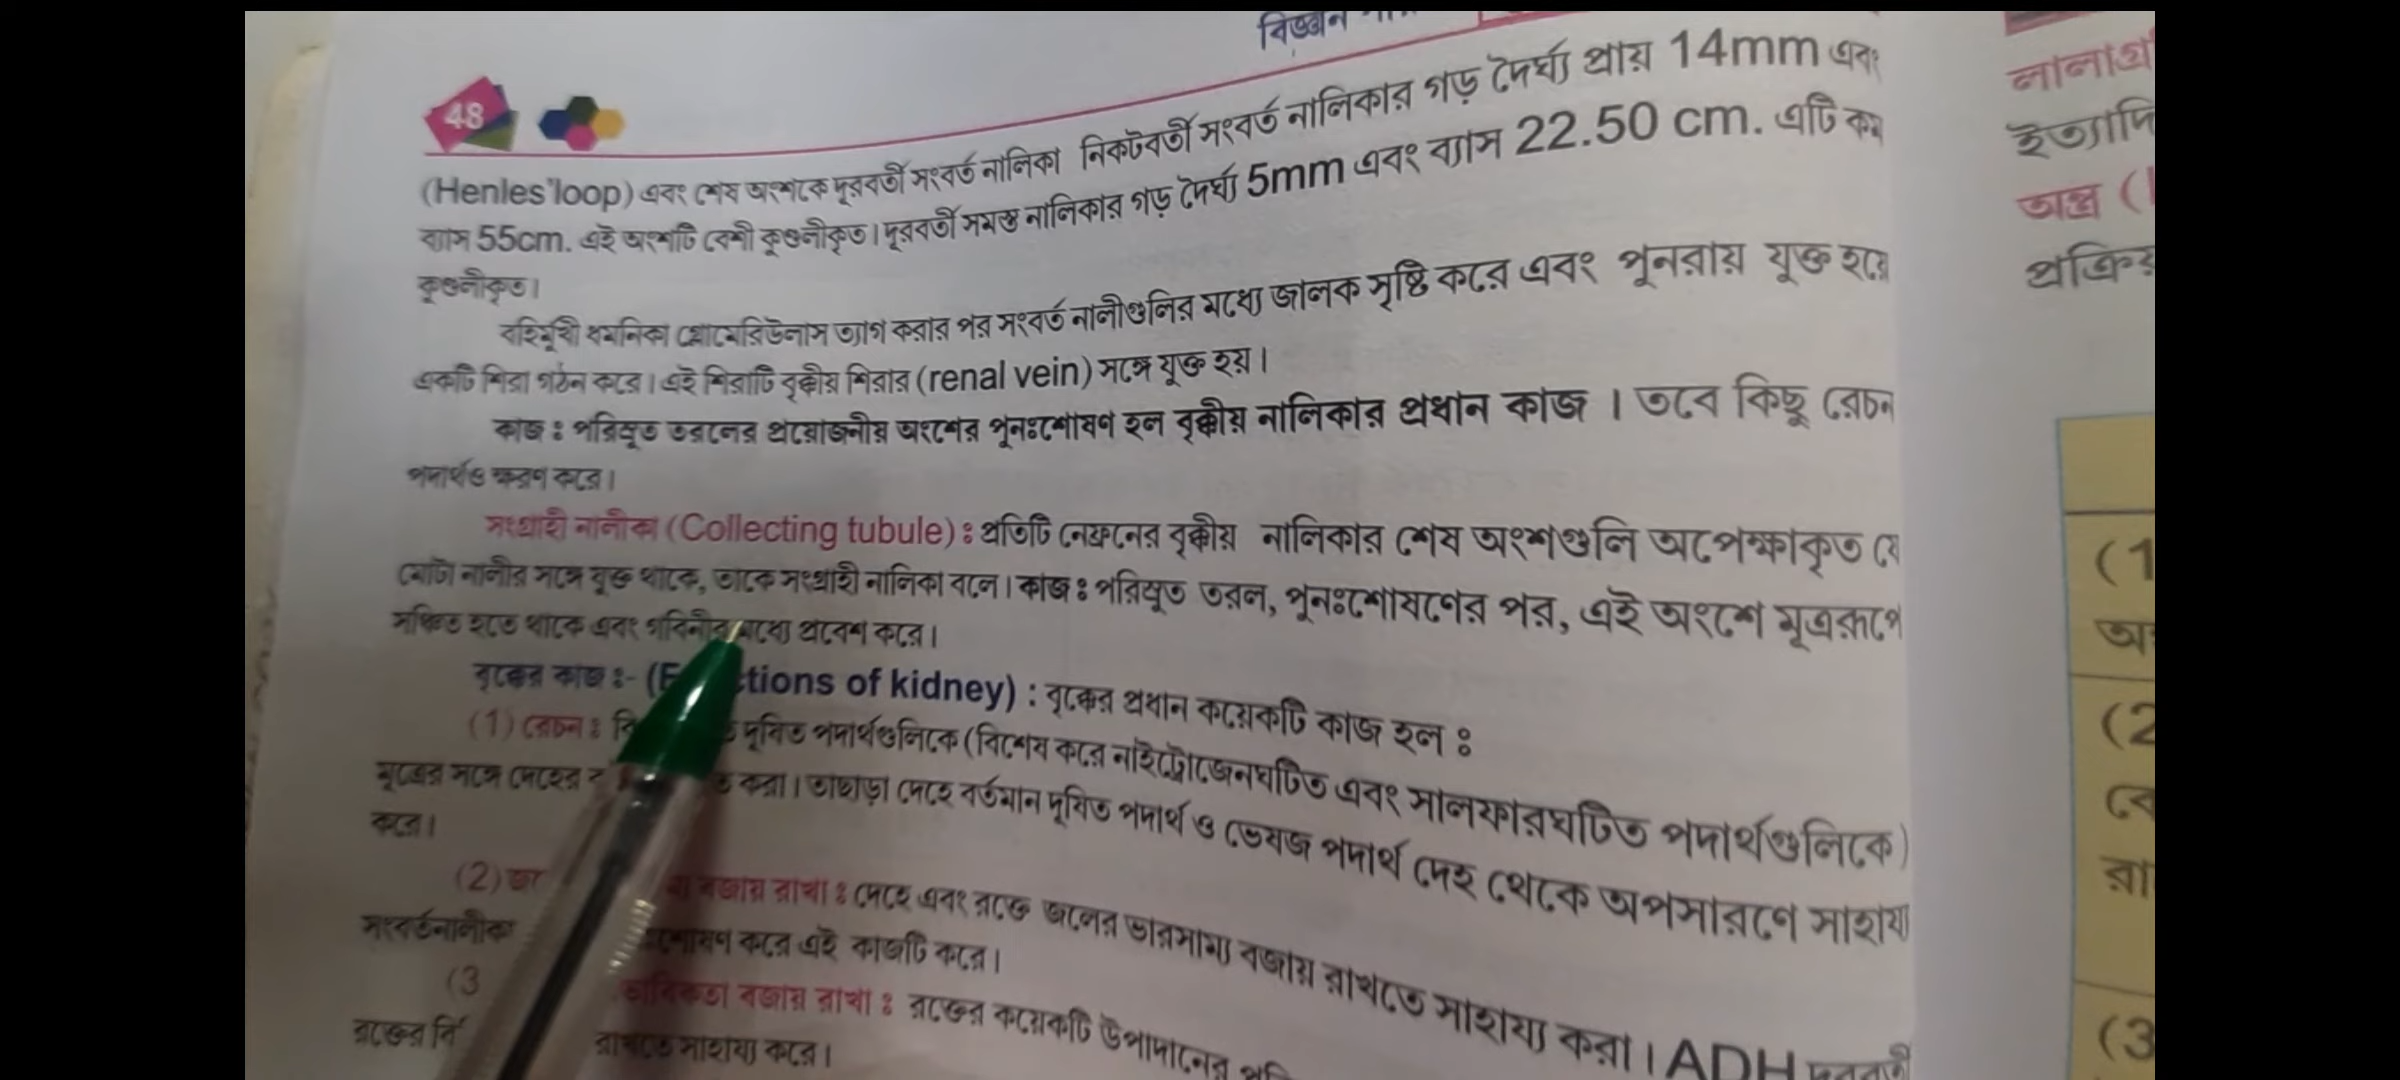 বিজ্ঞান
48
(Henles'loop) এবং শেষ অংশকে দূরবর্তী সংবর্ত নালিকা নিকটবর্তী সংবর্ত নালিকার গড় দৈর্ঘ্য প্রায় 14mm এবং
ব্যাস 55cm. এই অংশটি বেশী কুণ্ডলীকৃত। দূরবর্তী সমস্ত নালিকার গড় দৈর্ঘ্য 5mm এবং ব্যাস 22.50 cm. এটি কম
কুণ্ডলীকৃত।
বহির্মুখী ধমনিকা গ্লোমেরিউলাস ত্যাগ করার পর সংবর্ত নালীগুলির মধ্যে জালক সৃষ্টি করে এবং পুনরায় যুক্ত হয়ে
একটি শিরা গঠন করে। এই শিরাটি বৃক্কীয় শিরার (renal vein) সঙ্গে যুক্ত হয়।
কাজ : পরিস্রুত তরলের প্রয়োজনীয় অংশের পুনঃশোষণ হল বৃক্কীয় নালিকার প্রধান কাজ । তবে কিছু রেচন
পদার্থও ক্ষরণ করে।
সংগ্রাহী নালীকা (Collecting tubule) : প্রতিটি নেফ্রনের বৃক্কীয় নালিকার শেষ অংশগুলি অপেক্ষাকৃত যে
মোটা নালীর সঙ্গে যুক্ত থাকে, তাকে সংগ্রাহী নালিকা বলে। কাজ : পরিস্রুত তরল, পুনঃশোষণের পর, এই অংশে মূত্ররূপে
সঞ্চিত হতে থাকে এবং গবিনীর মধ্যে প্রবেশ করে।
বৃক্কের কাজ :- tions of kidney) : বৃক্কের প্রধান কয়েকটি কাজ হল :
(1) রেচন : দূষিত পদার্থগুলিকে (বিশেষ করে নাইট্রোজেনঘটিত এবং সালফারঘটিত পদার্থগুলিকে)
মূত্রের সঙ্গে দেহের করা। তাছাড়া দেহে বর্তমান দূষিত পদার্থ ও ভেষজ পদার্থ দেহ থেকে অপসারণে সাহায্য
করে।
(2) বজায় রাখা : দেহে এবং রক্তে জলের ভারসাম্য বজায় রাখতে সাহায্য করা। ADH দূরবর্তী
সংবর্তনালীকা শোষণ করে এই কাজটি করে।
(3 বজায় রাখা : রক্তের কয়েকটি উপাদানের
রক্তের রাখতে সাহায্য করে।
লালাগ্র
ইত্যাদি
অন্ত্র (
প্রক্রিয়
(1
(2
রা
(3